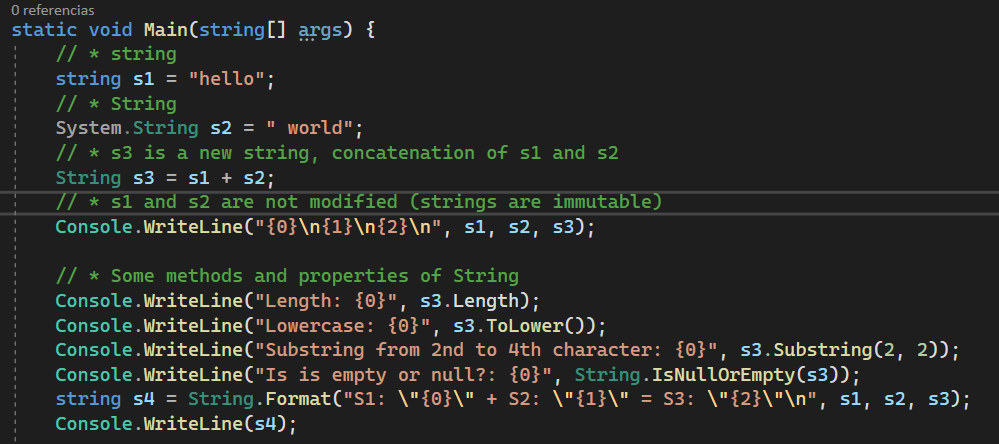 0 referencias
static void Main(string[] args) {
// * string
string s1 = "hello";
// * String
System.String s2 = " world";
// * s3 is a new string, concatenation of s1 and s2
String s3 = s1 + s2;
// * s1 and s2 are not modified (strings are immutable)
Console.WriteLine("{0}\n{1}\n{2}\n", s1, s2, s3);
// * Some methods and properties of String
Console.WriteLine("Length: {0}", s3.Length);
Console.WriteLine("Lowercase: {0}", s3.ToLower());
Console.WriteLine("Substring from 2nd to 4th character: {0}", s3.Substring(2, 2));
Console.WriteLine("Is is empty or null?: {0}", String.IsNullOrEmpty(s3));
string s4 = String.Format("S1: \"{0}\" + S2: \"{1}\" = S3: \"{2}\"\n", s1, s2, s3);
Console.WriteLine(s4);